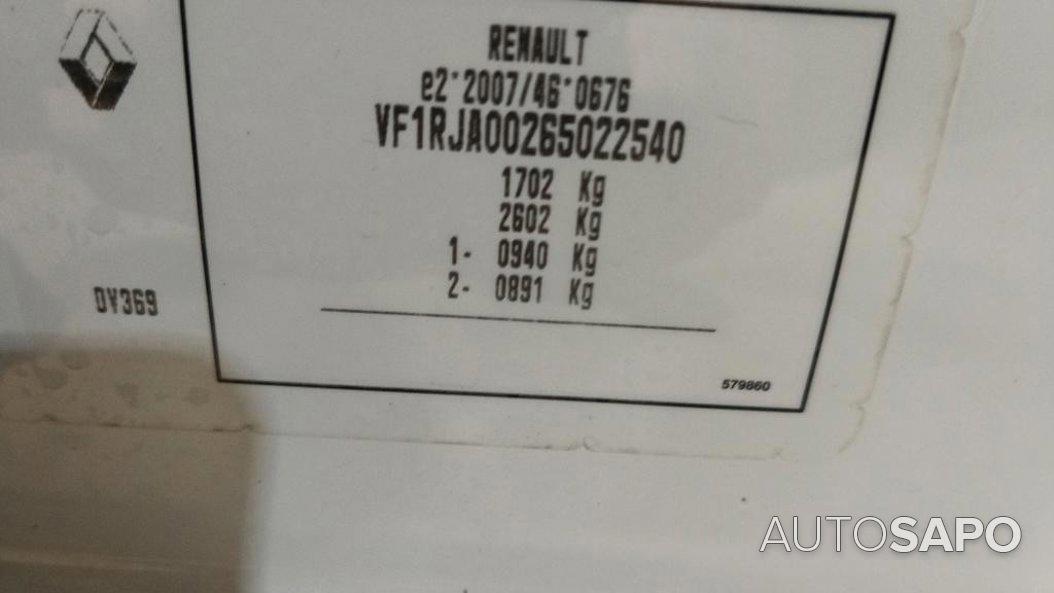 RENAULT
e2*2007/46*0676
VF1RJA00265022540
1702 Kg
2602 Kg
1- 0940 Kg
2- 0891 Kg
DV369
579860
AUTOSAPO